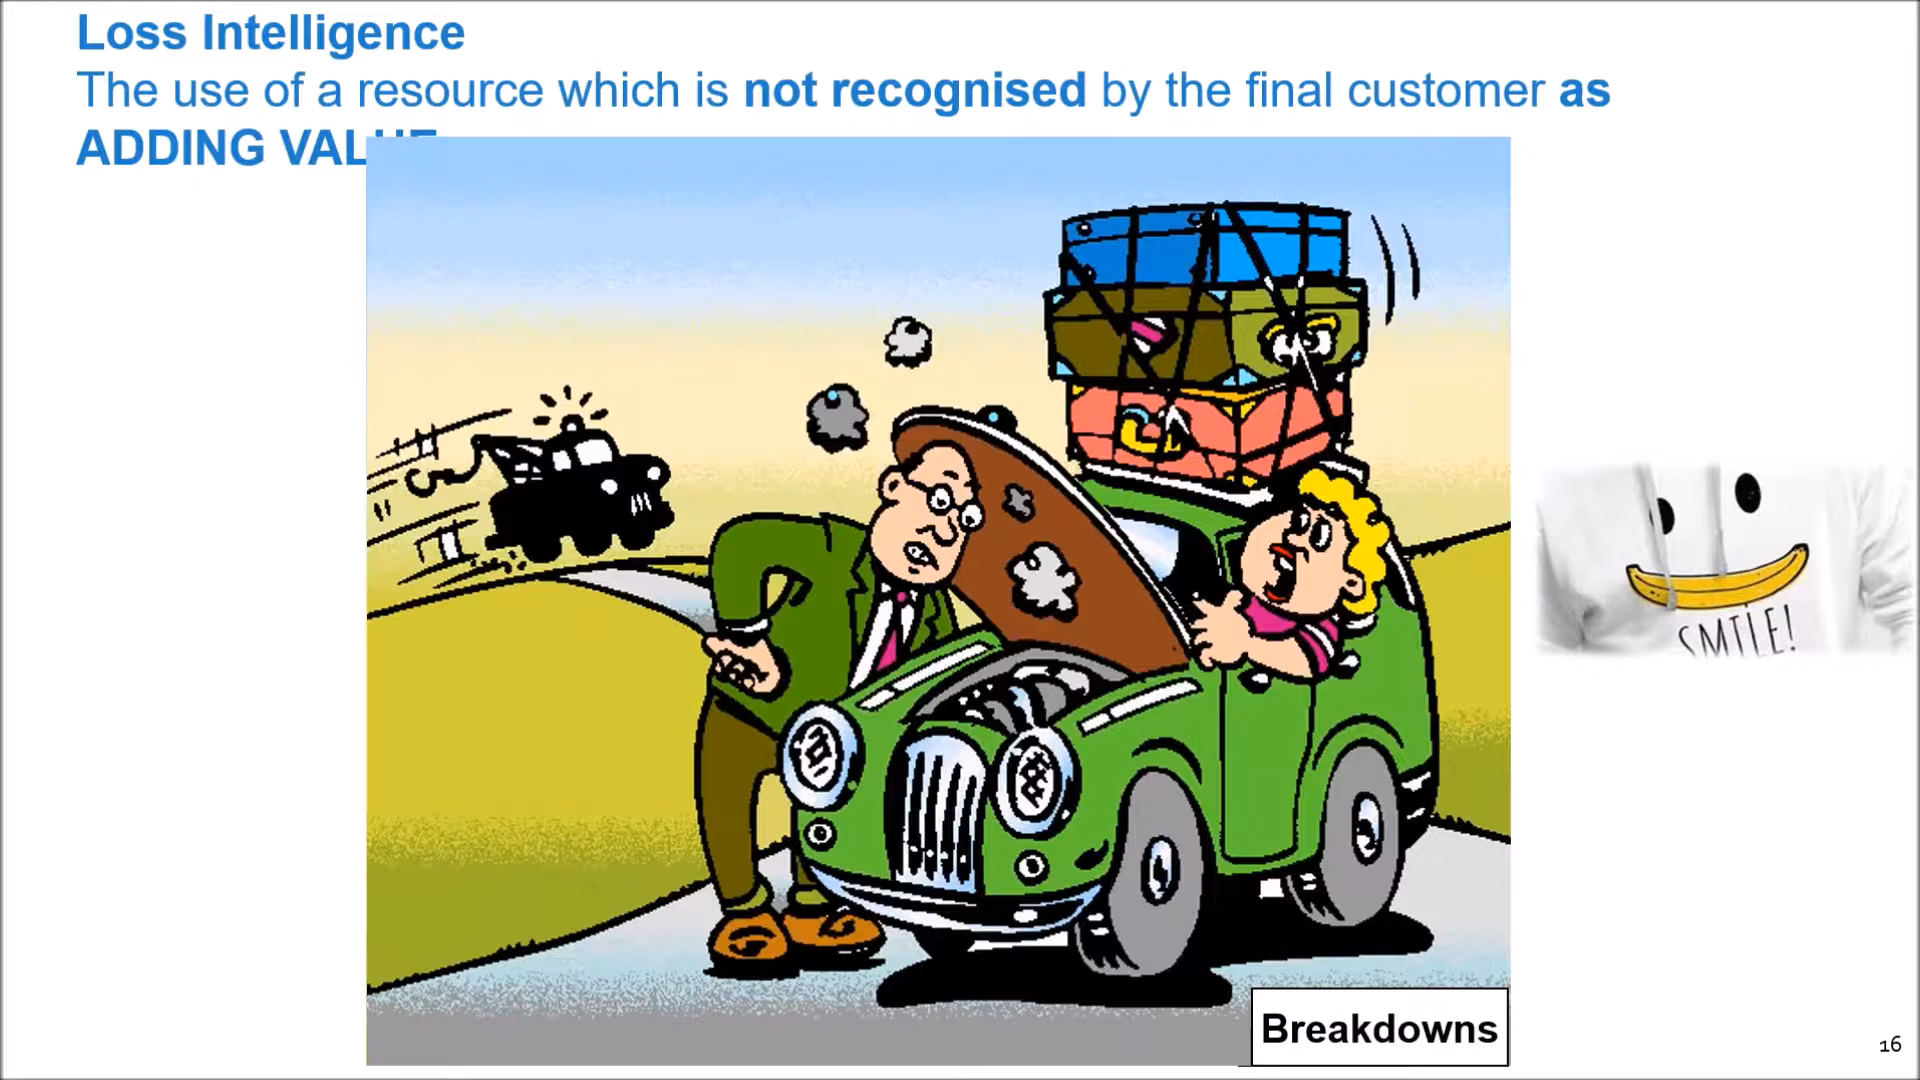 Loss Intelligence
The use of a resource which is not recognised by the final customer as
ADDING VALUE
SMILE!
Breakdowns
16